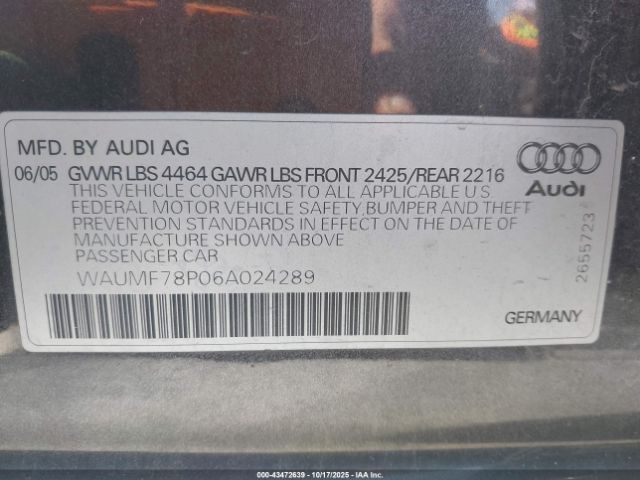 MFD. BY AUDI AG
06/05 GVWR LBS 4464 GAWR LBS FRONT 2425/REAR 2216
THIS VEHICLE CONFORMS TO ALL APPLICABLE U.S.
FEDERAL MOTOR VEHICLE SAFETY,BUMPER AND THEFT
PREVENTION STANDARDS IN EFFECT ON THE DATE OF
MANUFACTURING SHOWN ABOVE
PASSENGER CAR
WAUMF78P06A024289
Audi
2655723
GERMANY
000-43472639 | 10/17/2025 | IAAI, Inc.